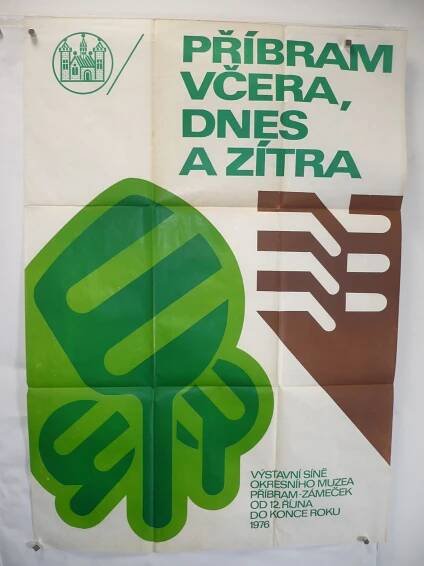 PŘÍBRAM
VČERA,
DNES
A ZÍTRA
VÝSTAVNÍ SÍNĚ
OKRESNÍHO MUZEA
PŘÍBRAM-ZÁMEČEK
OD 12. ŘÍJNA
DO KONCE ROKU
1976